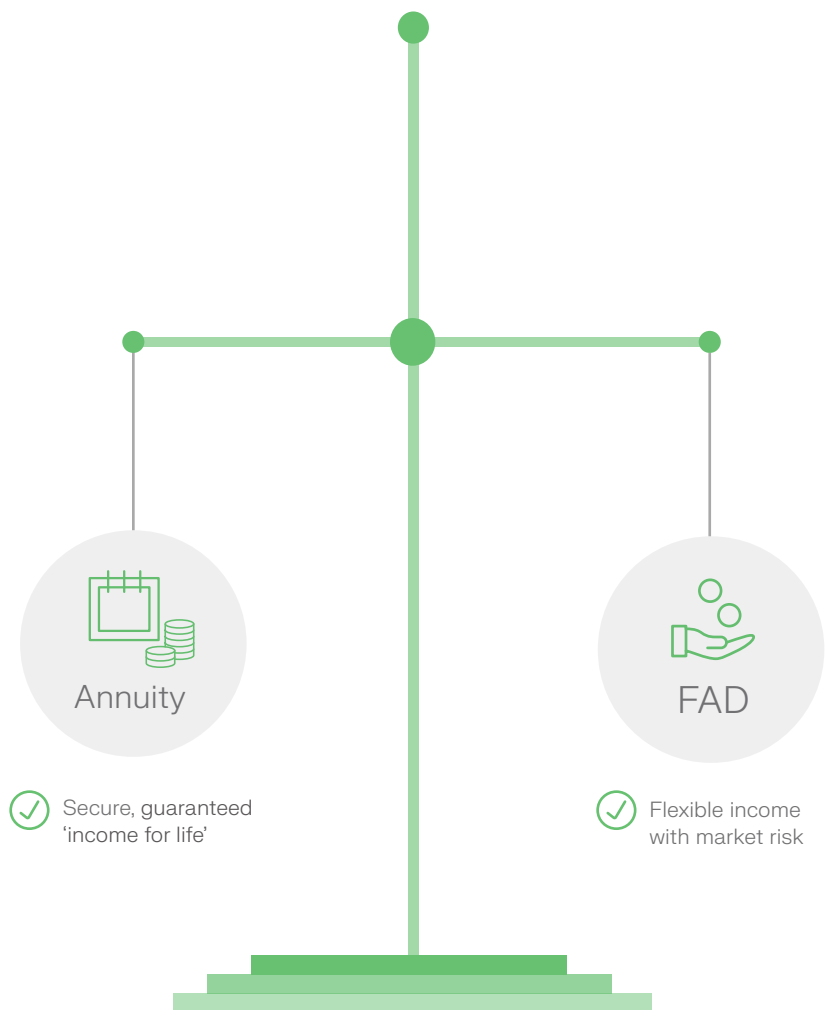 Annuity
Secure, guaranteed
‘income for life’
FAD
Flexible income
with market risk